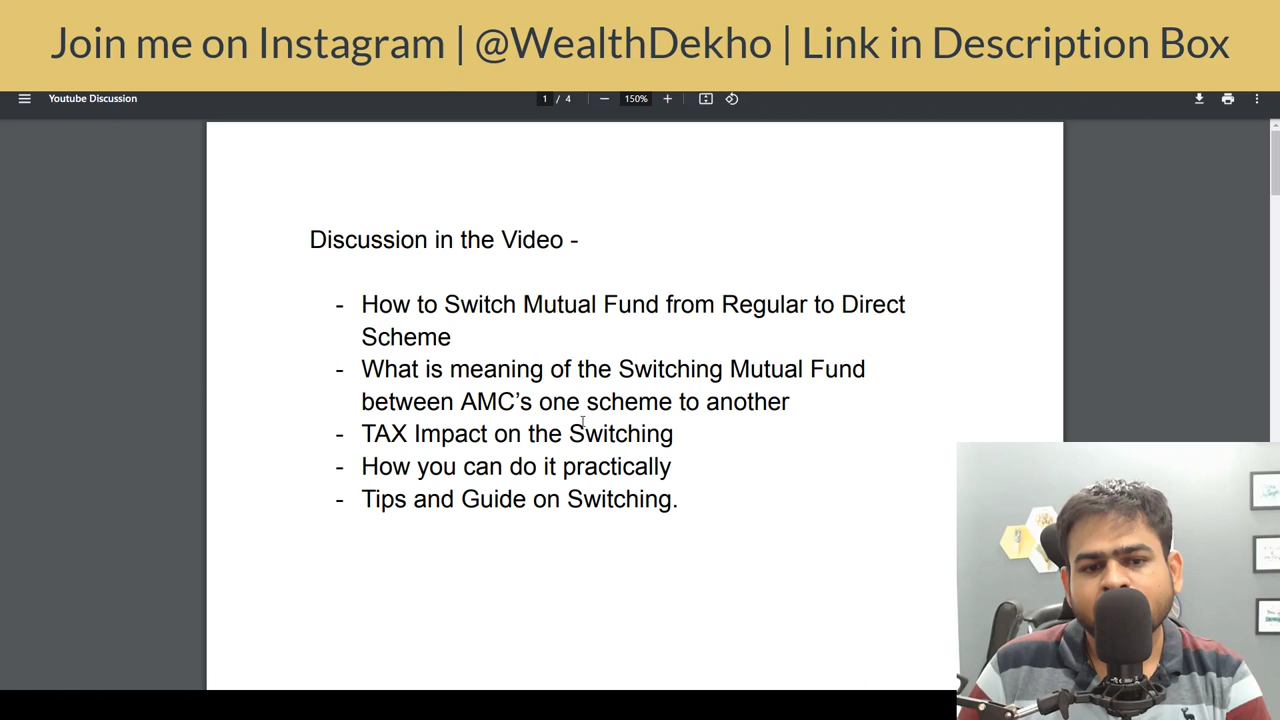 Join me on Instagram | @WealthDekho | Link in Description Box
Youtube Discussion
1 / 4
150%
Discussion in the Video -
- How to Switch Mutual Fund from Regular to Direct
Scheme
- What is meaning of the Switching Mutual Fund
between AMC's one scheme to another
- TAX Impact on the Switching
- How you can do it practically
- Tips and Guide on Switching.